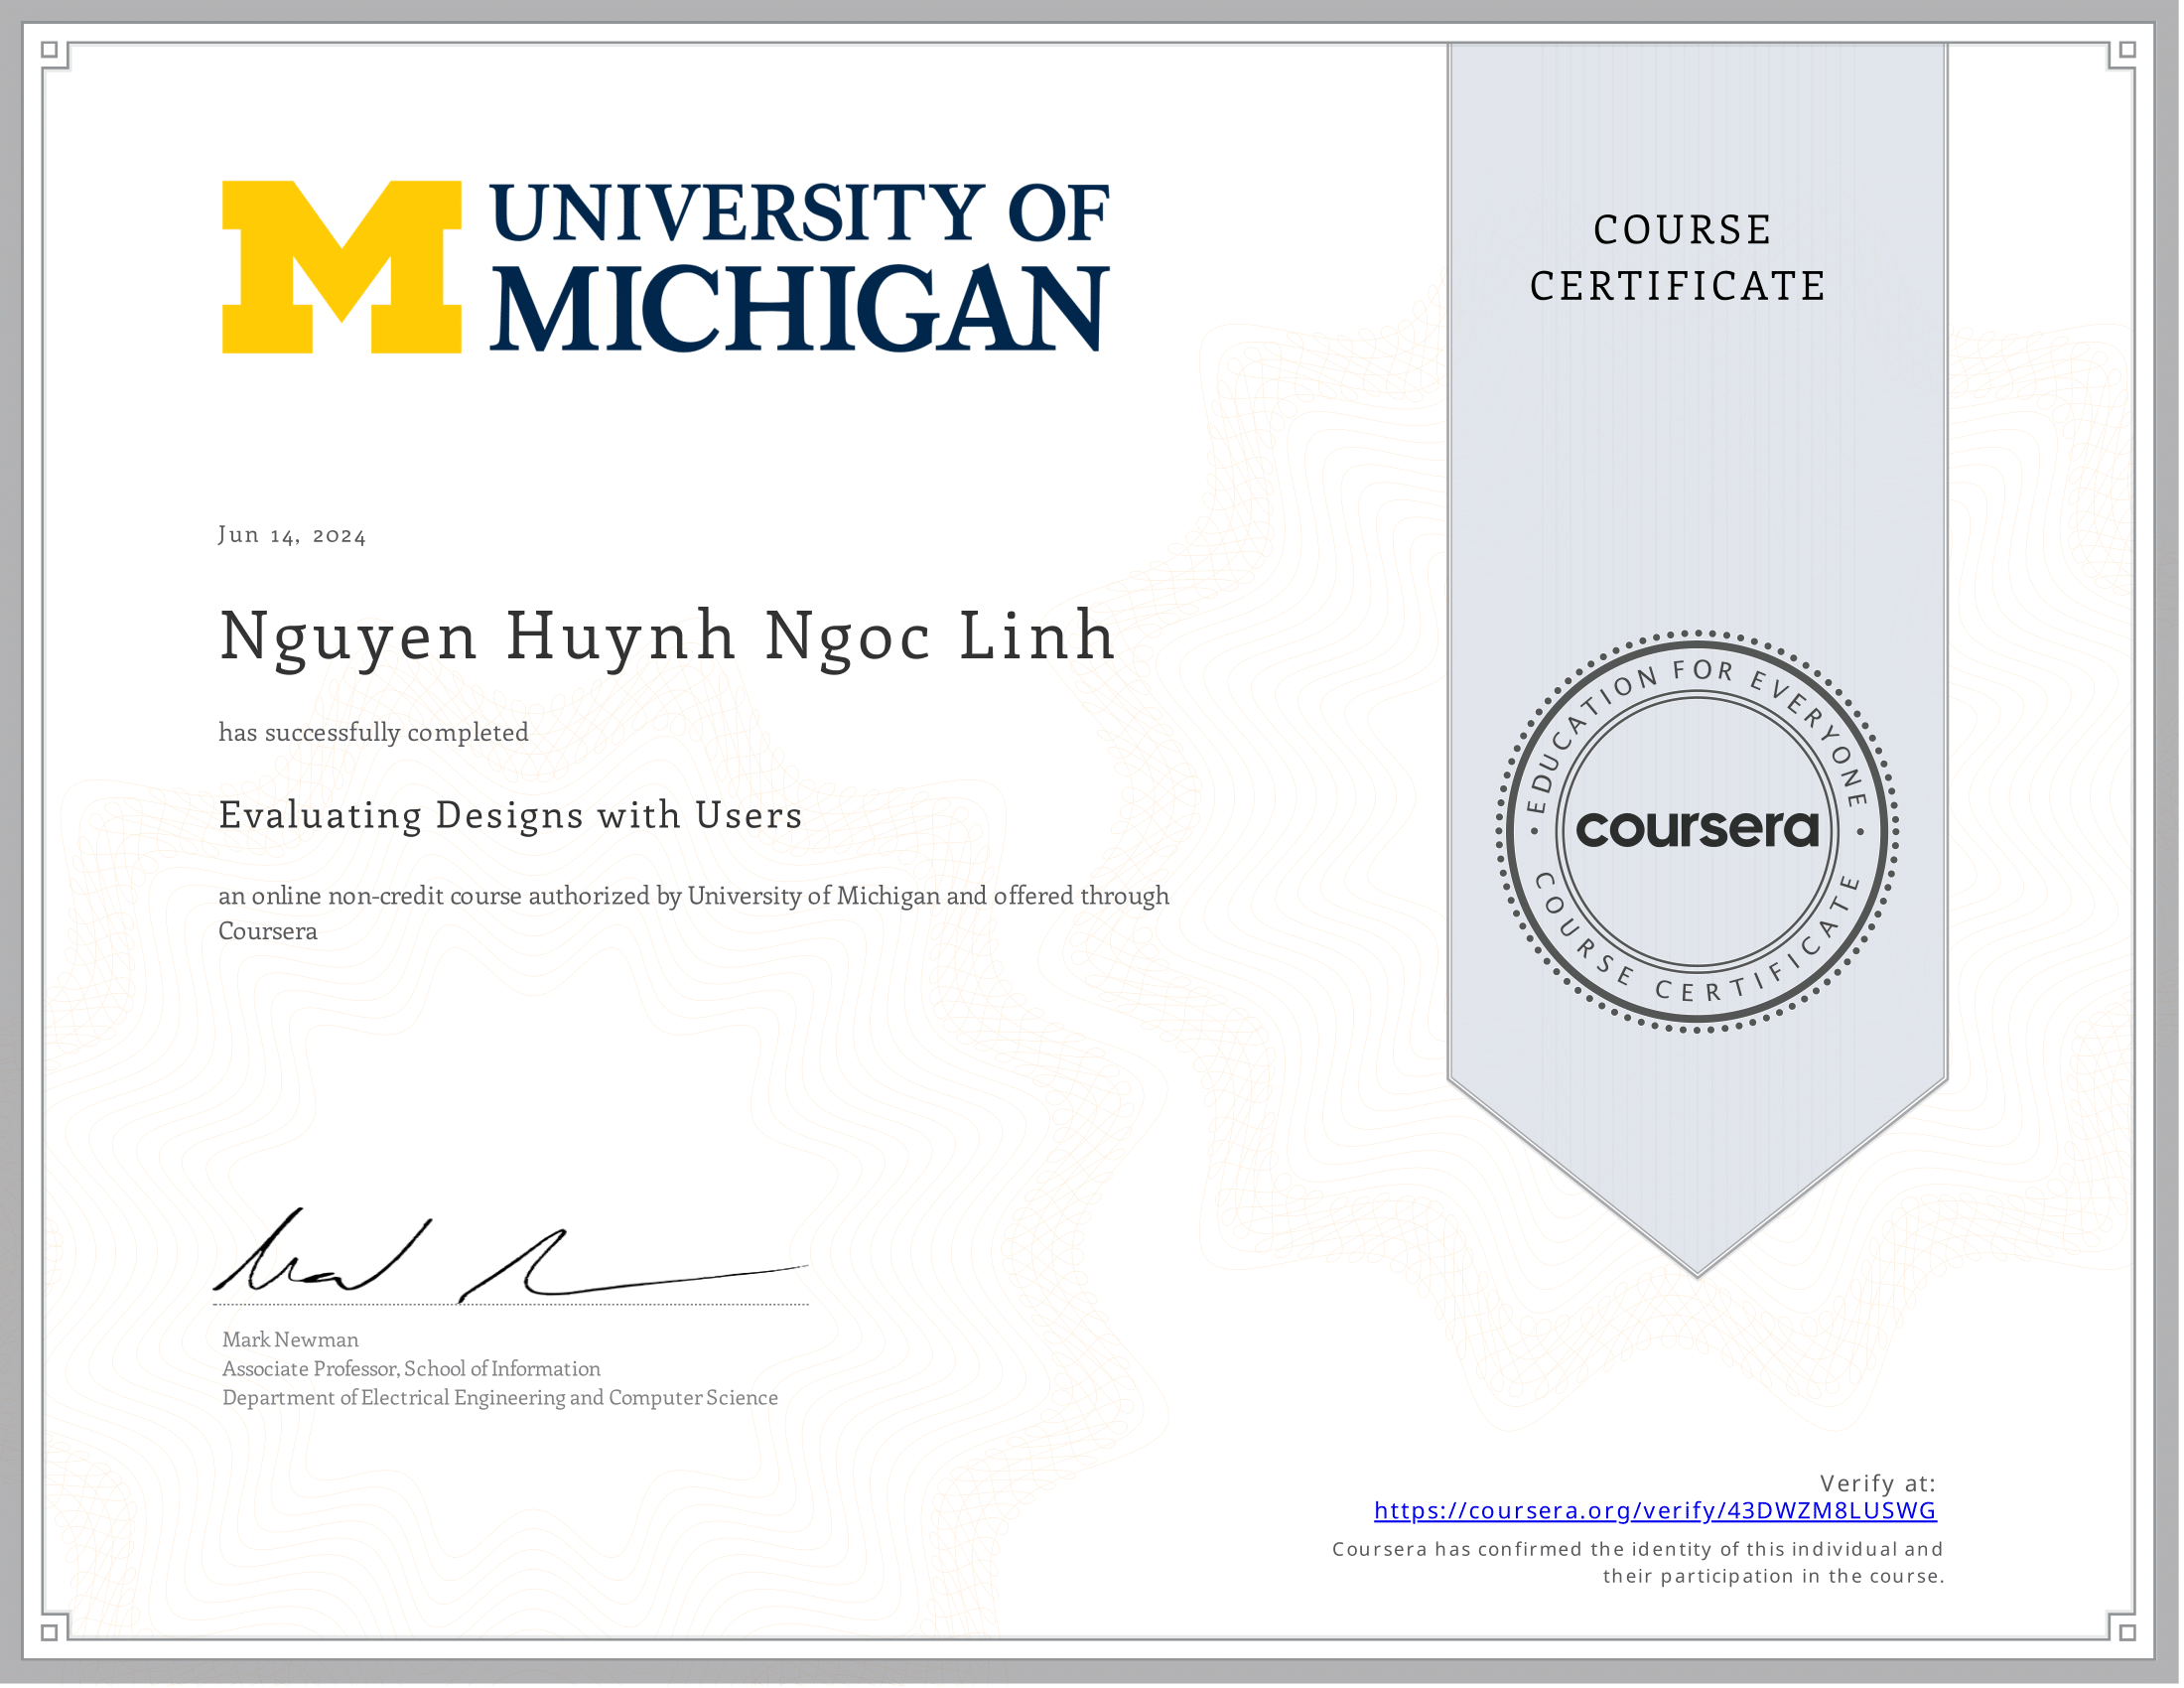 UNIVERSITY OF
MICHIGAN
COURSE
CERTIFICATE
Jun 14, 2024
Nguyen Huynh Ngoc Linh
has successfully completed
Evaluating Designs with Users
an online non-credit course authorized by University of Michigan and offered through
Coursera
EDUCATION FOR EVERYONE
coursera
COURSE CERTIFICATE
Mark Newman
Associate Professor, School of Information
Department of Electrical Engineering and Computer Science
Verify at:
https://coursera.org/verify/43DWZM8LUSWG
Coursera has confirmed the identity of this individual and
their participation in the course.